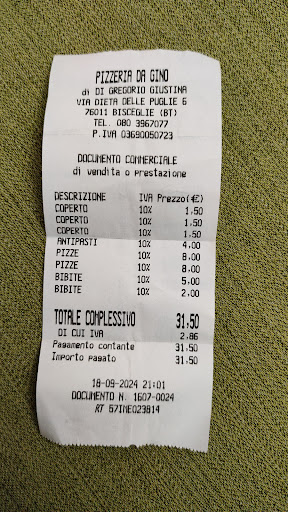 PIZZERIA DA GINO
di DI GREGORIO GIUSTINA
VIA DIETA DELLE PUGLIE 6
76011 BISCEGLIE (BT)
TEL. 080 3967077
P.IVA 03690050723
DOCUMENTO COMMERCIALE
di vendita o prestazione
DESCRIZIONE IVA Prezzo(€)
COPERTO 10% 1.50
COPERTO 10% 1.50
COPERTO 10% 1.50
ANTIPASTI 10% 4.00
PIZZE 10% 8.00
PIZZE 10% 8.00
BIBITE 10% 5.00
BIBITE 10% 2.00
TOTALE COMPLESSIVO 31.50
DI CUI IVA 2.86
Pagamento contante 31.50
Importo pagato 31.50
18-09-2024 21:01
DOCUMENTO N. 1607-0024
RT 57IME023814